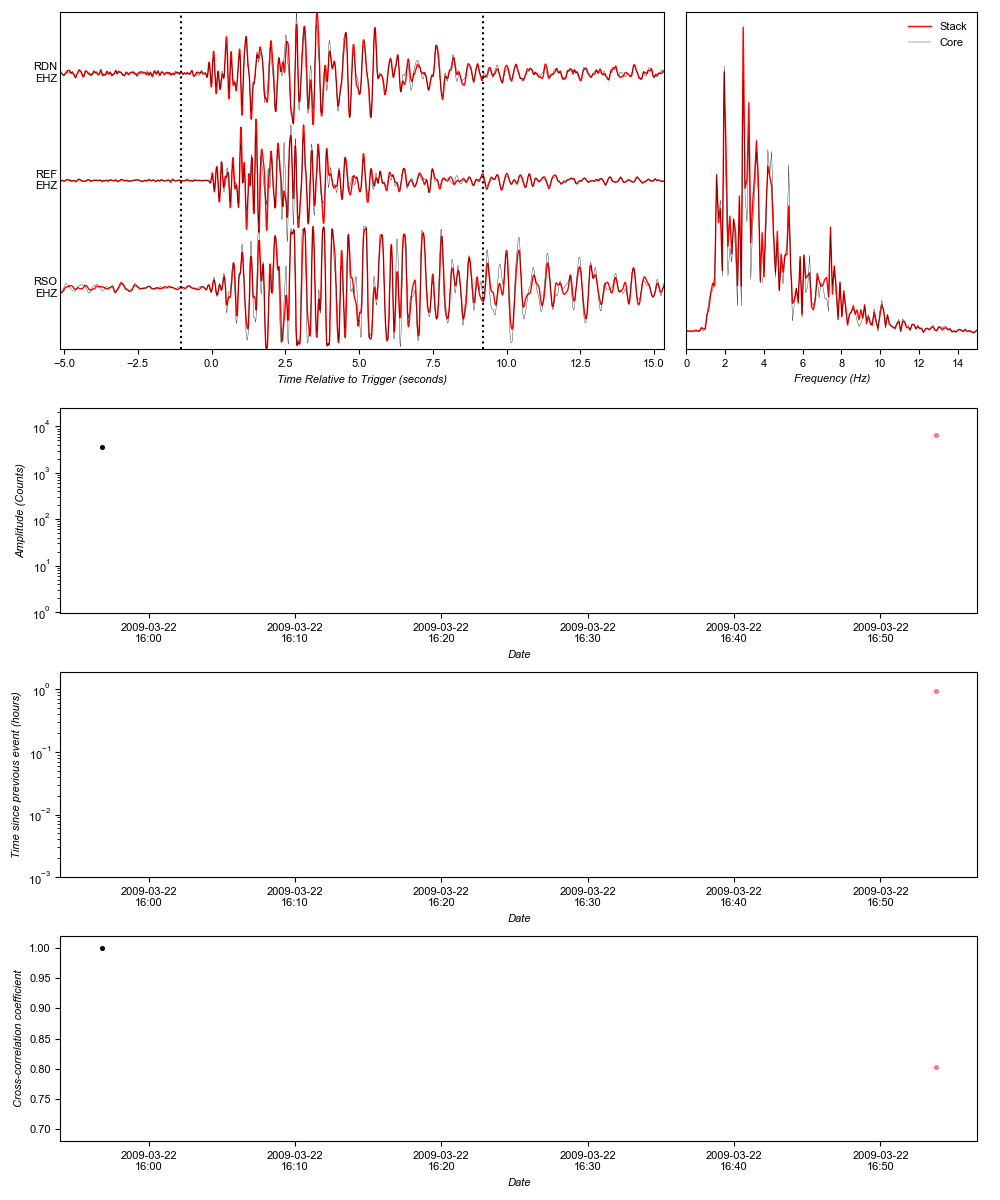 RDN
EHZ
REF
EHZ
RSO
EHZ
−5.0 −2.5 0.0 2.5 5.0 7.5 10.0 12.5 15.0
Time Relative to Trigger (seconds)
Stack
Core
0 2 4 6 8 10 12 14
Frequency (Hz)
Amplitude (Counts)
10⁴
10³
10²
10¹
10⁰
2009-03-22 2009-03-22 2009-03-22 2009-03-22 2009-03-22 2009-03-22
16:00 16:10 16:20 16:30 16:40 16:50
Date
Time since previous event (hours)
10⁰
10⁻¹
10⁻²
10⁻³
2009-03-22 2009-03-22 2009-03-22 2009-03-22 2009-03-22 2009-03-22
16:00 16:10 16:20 16:30 16:40 16:50
Date
Cross-correlation coefficient
1.00
0.95
0.90
0.85
0.80
0.75
0.70
2009-03-22 2009-03-22 2009-03-22 2009-03-22 2009-03-22 2009-03-22
16:00 16:10 16:20 16:30 16:40 16:50
Date